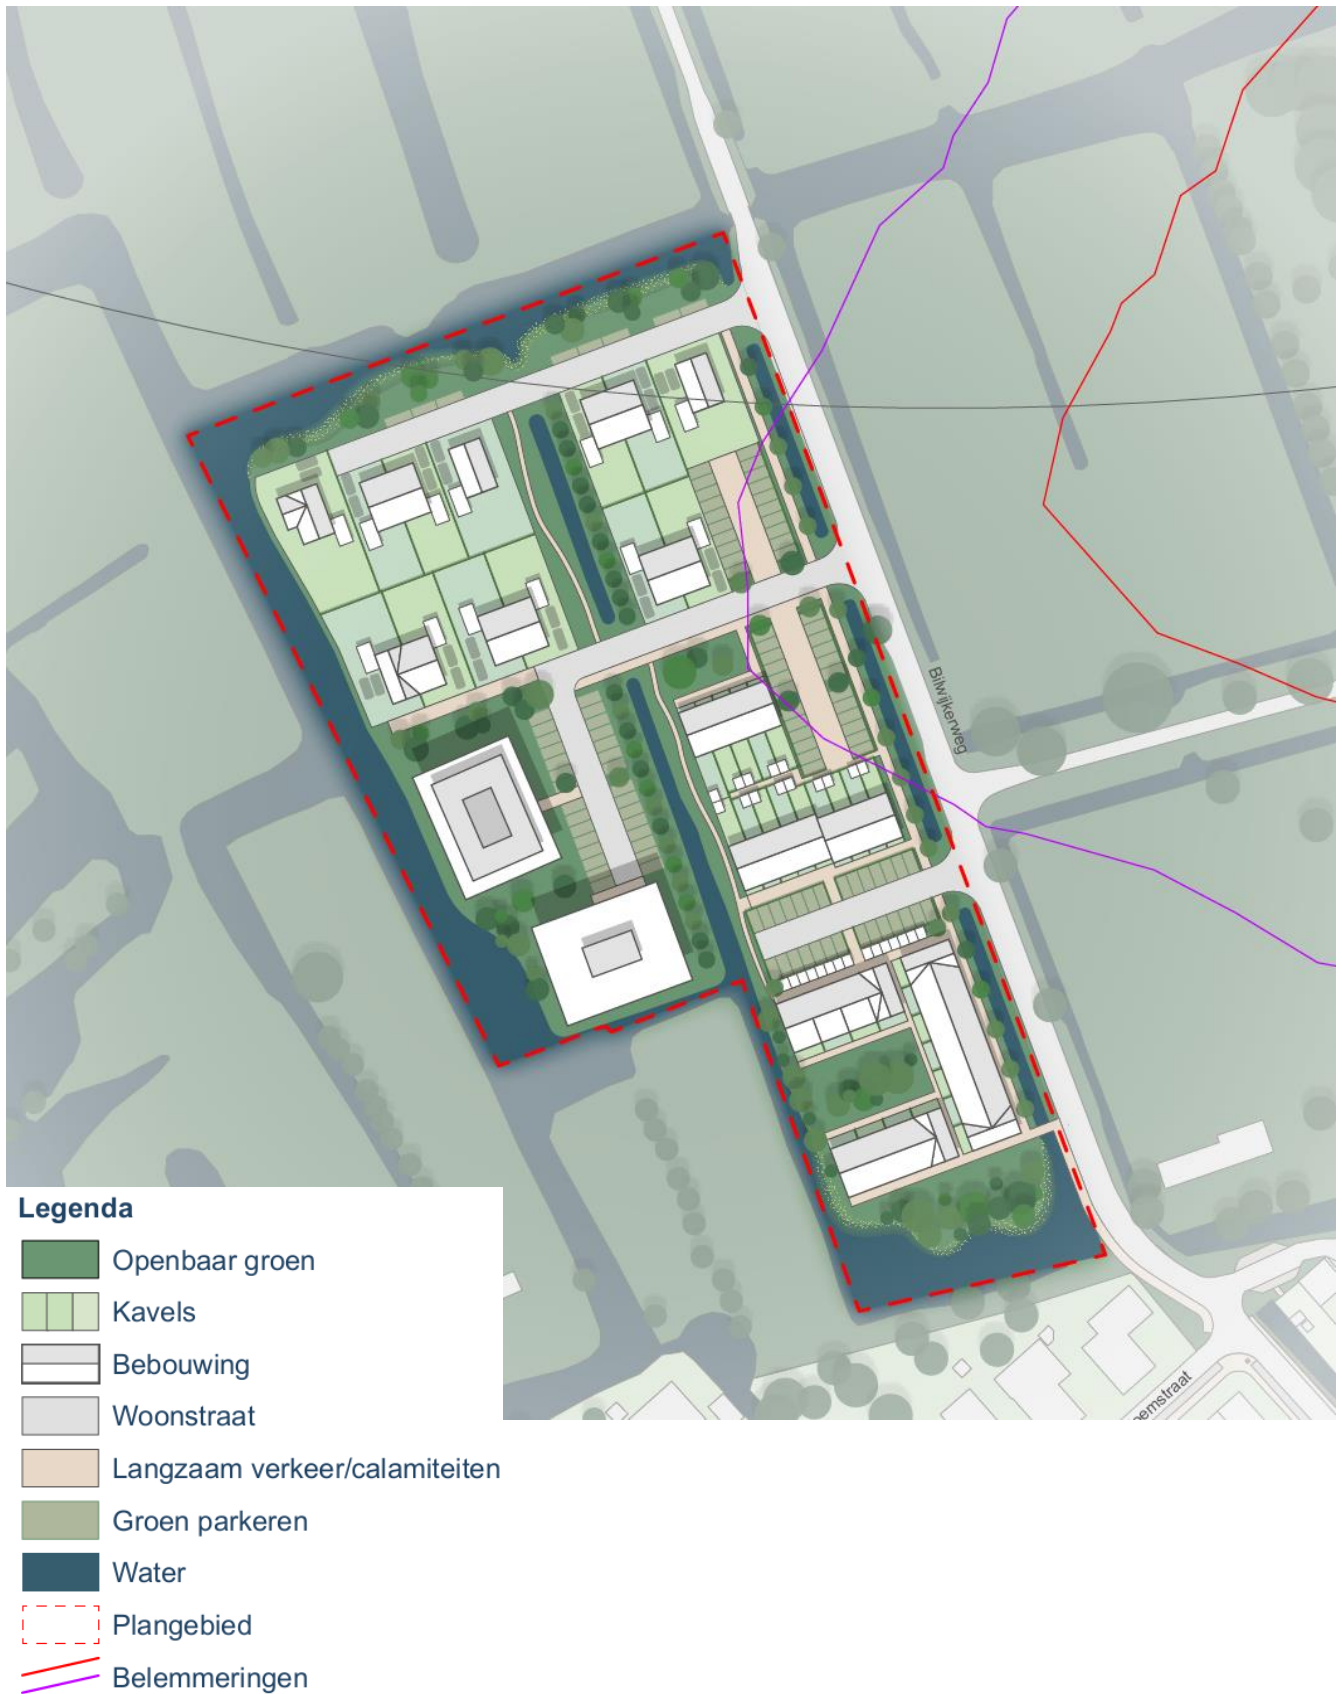 Bilwijkerweg
Legenda
Openbaar groen
Kavels
Bebouwing
Woonstraat
Langzaam verkeer/calamiteiten
Groen parkeren
Water
Plangebied
Belemmeringen